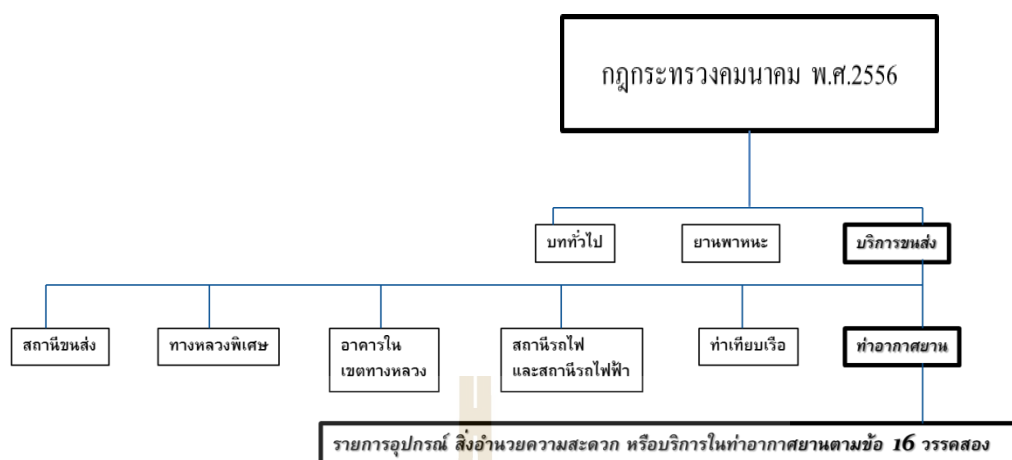 กฎกระทรวงคมนาคม พ.ศ.2556
บททั่วไป
ยานพาหนะ
บริการขนส่ง
สถานีขนส่ง
ทางหลวงพิเศษ
อาคารใน
เขตทางหลวง
สถานีรถไฟ
และสถานีรถไฟฟ้า
ท่าเทียบเรือ
ท่าอากาศยาน
รายการอุปกรณ์ สิ่งอำนวยความสะดวก หรือบริการในท่าอากาศยานตามข้อ 16 วรรคสอง